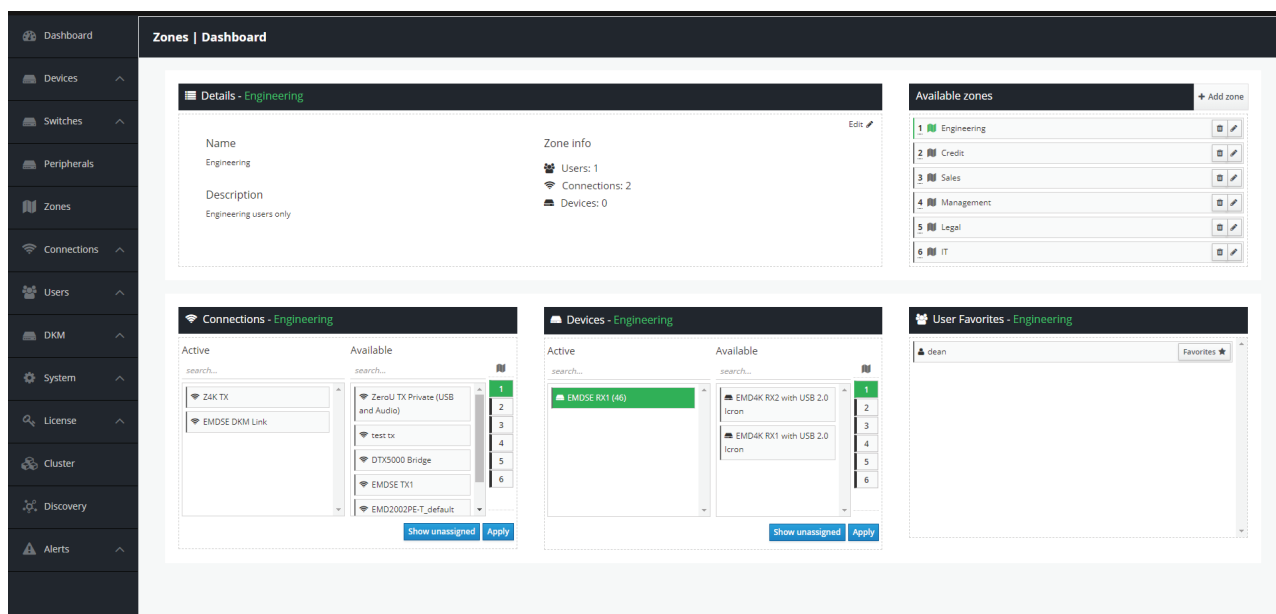 Dashboard
Devices
Switches
Peripherals
Zones
Connections
Users
DKM
System
License
Cluster
Discovery
Alerts
Zones | Dashboard
Details - Engineering
Edit
Name
Engineering
Description
Engineering users only
Zone info
Users: 1
Connections: 2
Devices: 0
Available zones
+ Add zone
1 Engineering
2 Credit
3 Sales
4 Management
5 Legal
6 IT
Connections - Engineering
Active
search...
Z4K TX
EMDSE DKM Link
Available
search...
ZeroU TX Private (USB
and Audio)
test tx
DTX5000 Bridge
EMDSE TX1
EMD2002PE-T_default
1
2
3
4
5
6
Show unassigned Apply
Devices - Engineering
Active
search...
EMDSE RX1 (46)
Available
search...
EMD4K RX2 with USB 2.0
Icron
EMD4K RX1 with USB 2.0
Icron
1
2
3
4
5
6
Show unassigned Apply
User Favorites - Engineering
dean
Favorites